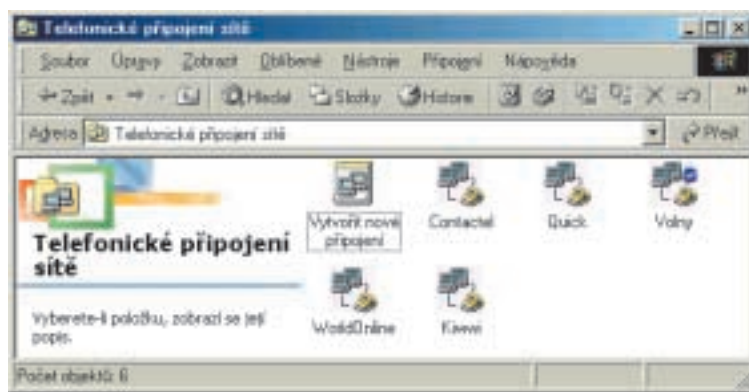 Telefonické připojení sítě
Soubor Úpravy Zobrazit Oblíbené Nástroje Připojení Nápověda
Zpět Hledat Složky Historie
Adresa Telefonické připojení sítě Přejít
Telefonické připojení
sítě
Vyberete-li položku, zobrazí se její
popis.
Vytvořit nové
připojení
Contactel
Quick
Volny
WorldOnline
Kiwwi
Počet objektů: 6